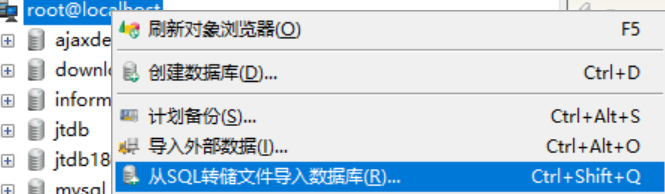 root@localhost
刷新对象浏览器(O) F5
ajaxde
创建数据库(D)... Ctrl+D
downl
inform
计划备份(S)... Ctrl+Alt+S
jtdb
导入外部数据(I)... Ctrl+Alt+O
jtdb18
从SQL转储文件导入数据库(R)... Ctrl+Shift+Q
mysql